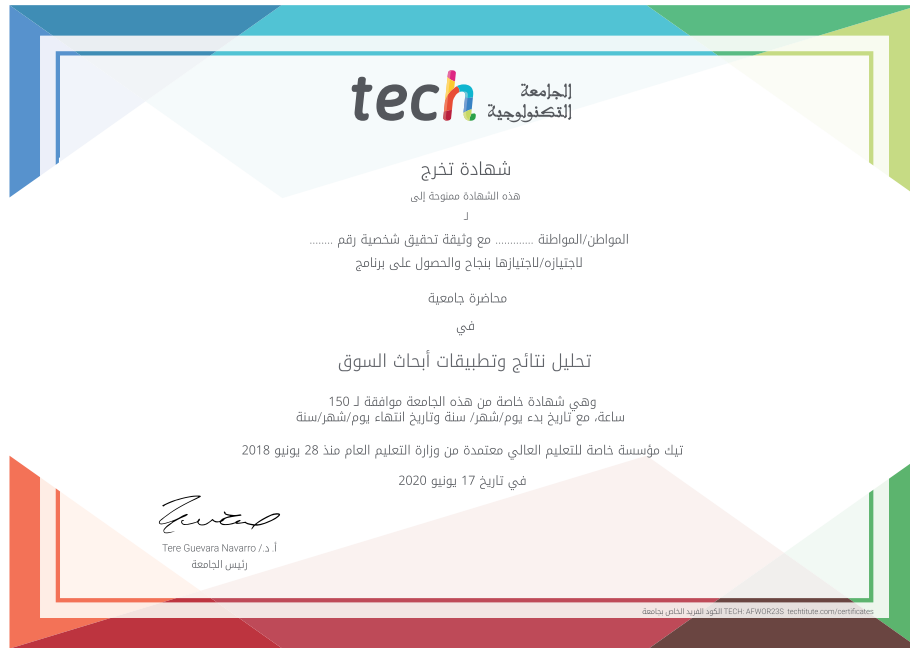 tech الجامعة
التكنولوجية
شهادة تخرج
هذه الشهادة ممنوحة إلى
لـ
المواطن/المواطنة ............ مع وثيقة تحقيق شخصية رقم ........
لاجتيازه/لاجتيازها بنجاح والحصول على برنامج
محاضرة جامعية
في
تحليل نتائج وتطبيقات أبحاث السوق
وهي شهادة خاصة من هذه الجامعة موافقة لـ 150
ساعة، مع تاريخ بدء يوم/شهر/ سنة وتاريخ انتهاء يوم/شهر/سنة
تيك مؤسسة خاصة للتعليم العالي معتمدة من وزارة التعليم العام منذ 28 يونيو 2018
في تاريخ 17 يونيو 2020
أ. د./ Tere Guevara Navarro
رئيس الجامعة
الكود الفريد الخاص بجامعة TECH: AFWOR23S techtitute.com/certificates